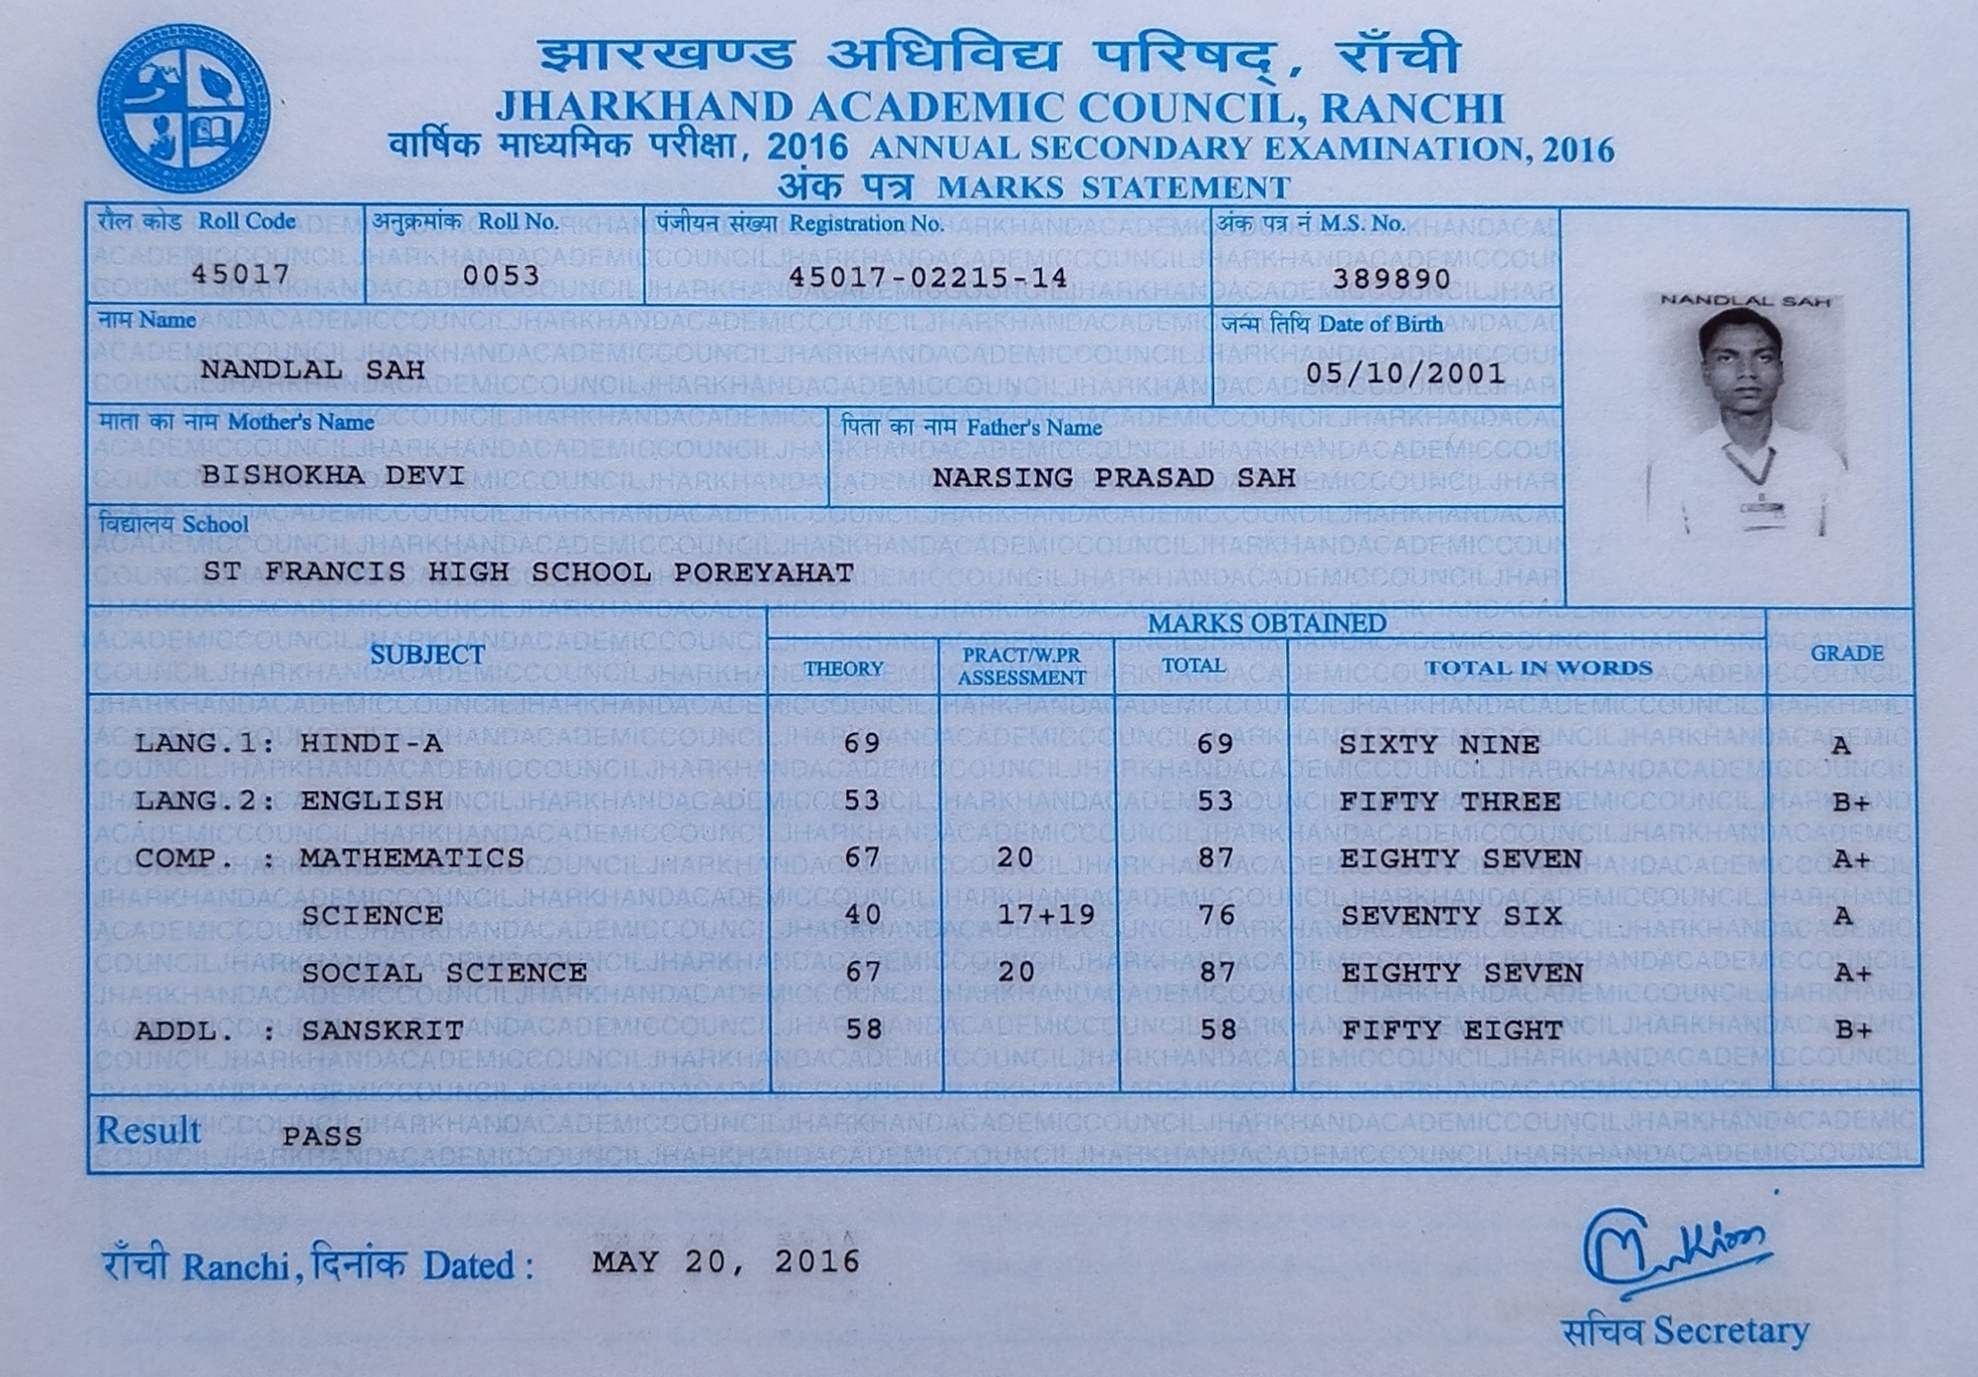 झारखण्ड अधिविद्य परिषद्, राँची
JHARKHAND ACADEMIC COUNCIL, RANCHI
वार्षिक माध्यमिक परीक्षा, 2016 ANNUAL SECONDARY EXAMINATION, 2016
अंक पत्र MARKS STATEMENT
रौल कोड Roll Code अनुक्रमांक Roll No. पंजीयन संख्या Registration No. अंक पत्र नं M.S. No.
45017 0053 45017-02215-14 389890
NANDLAL SAH
नाम Name जन्म तिथि Date of Birth
NANDLAL SAH 05/10/2001
माता का नाम Mother's Name पिता का नाम Father's Name
BISHOKHA DEVI NARSING PRASAD SAH
विद्यालय School
ST FRANCIS HIGH SCHOOL POREYAHAT
MARKS OBTAINED
SUBJECT THEORY PRACT/W.PR ASSESSMENT TOTAL TOTAL IN WORDS GRADE
LANG.1: HINDI-A 69 69 SIXTY NINE A
LANG.2: ENGLISH 53 53 FIFTY THREE B+
COMP. : MATHEMATICS 67 20 87 EIGHTY SEVEN A+
SCIENCE 40 17+19 76 SEVENTY SIX A
SOCIAL SCIENCE 67 20 87 EIGHTY SEVEN A+
ADDL. : SANSKRIT 58 58 FIFTY EIGHT B+
Result PASS
राँची Ranchi, दिनांक Dated : MAY 20, 2016
सचिव Secretary